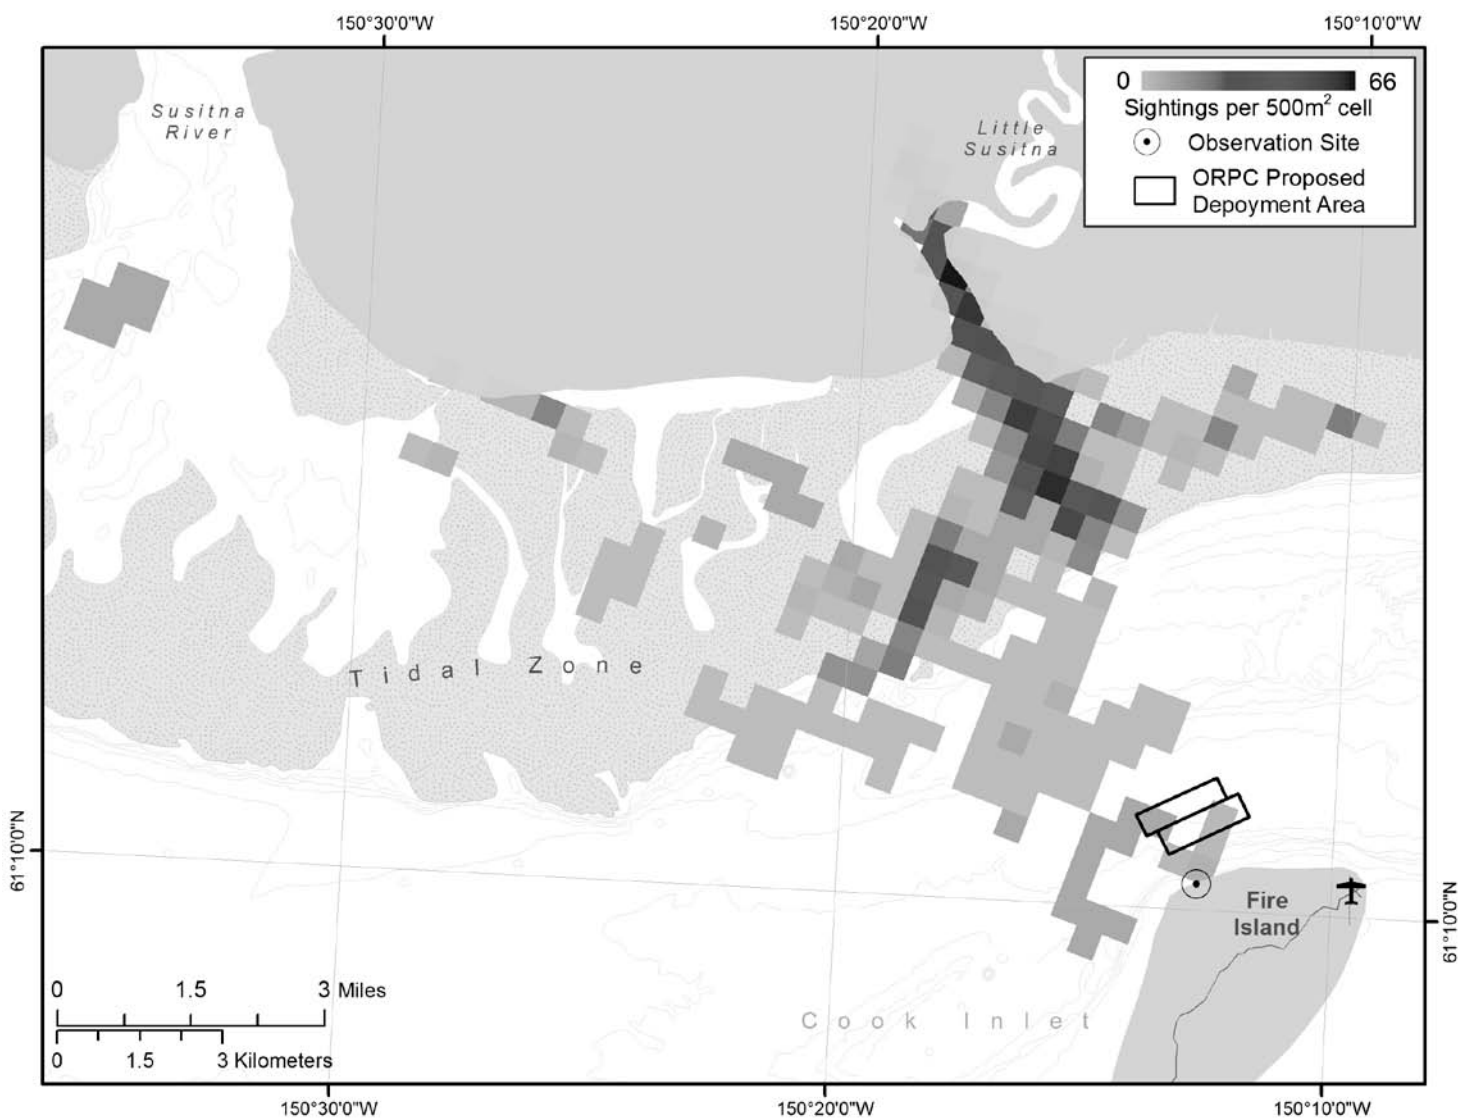 150°30'0"W
150°20'0"W
150°10'0"W
Susitna
River
Little
Susitna
0
66
Sightings per 500m² cell
Observation Site
ORPC Proposed
Depoyment Area
Tidal Zone
61°10'0"N
61°10'0"N
Fire
Island
0 1.5 3 Miles
0 1.5 3 Kilometers
Cook Inlet
150°30'0"W
150°20'0"W
150°10'0"W